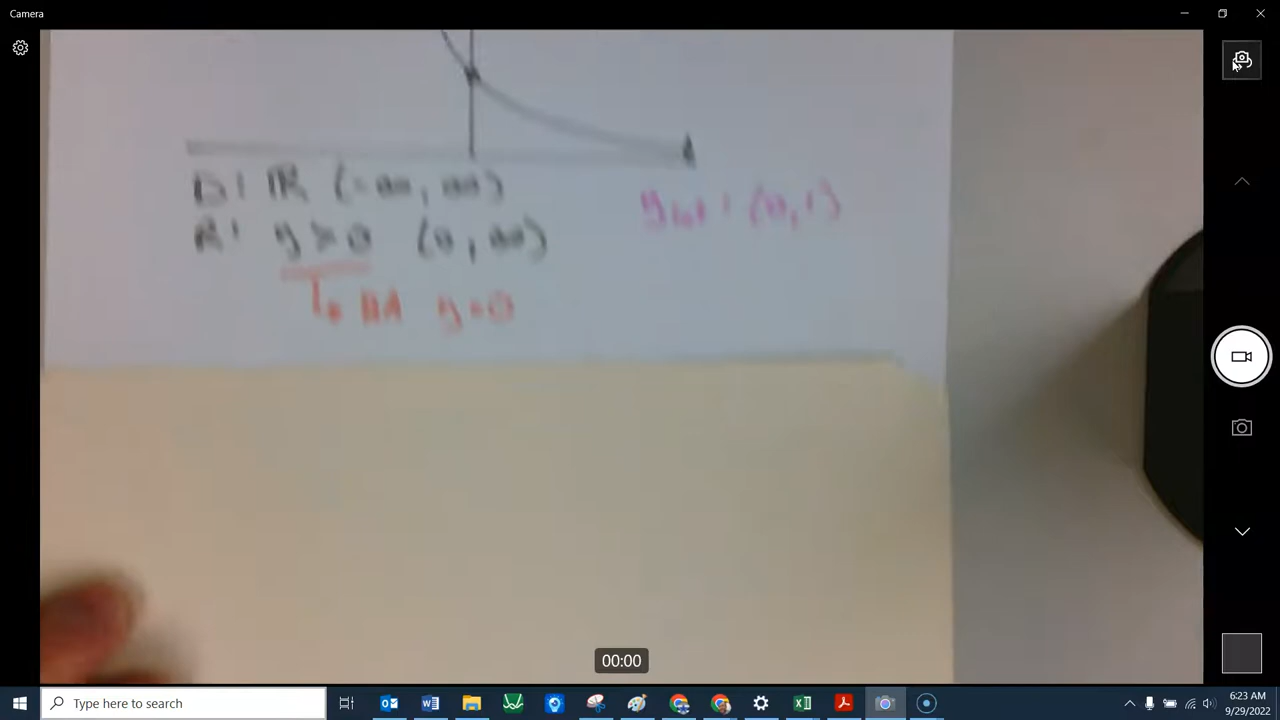 Camera
D: ℝ (-∞, ∞)
R: y > 0 (0, ∞)
y int: (0, 1)
HA y=0
00:00
Type here to search
6:23 AM
9/29/2022